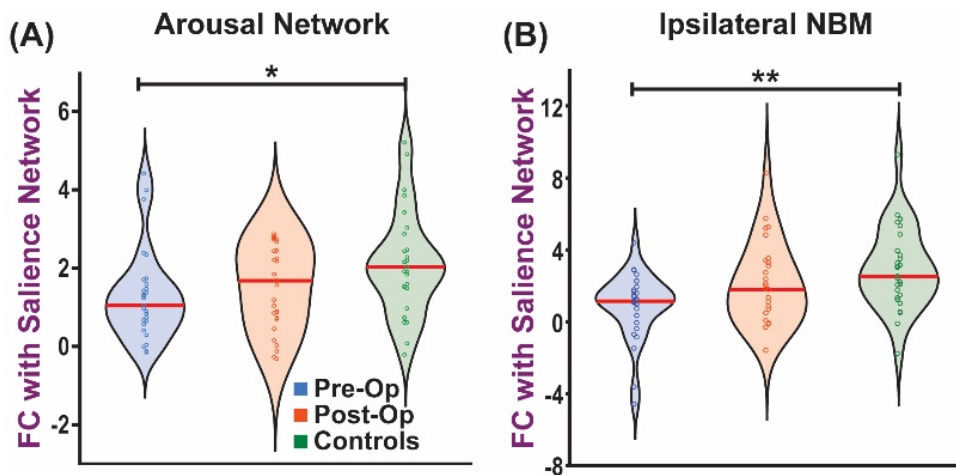 (A)
Arousal Network
FC with Salience Network
*
6
4
2
0
-2
Pre-Op
Post-Op
Controls
(B)
Ipsilateral NBM
FC with Salience Network
**
12
8
4
0
-4
-8